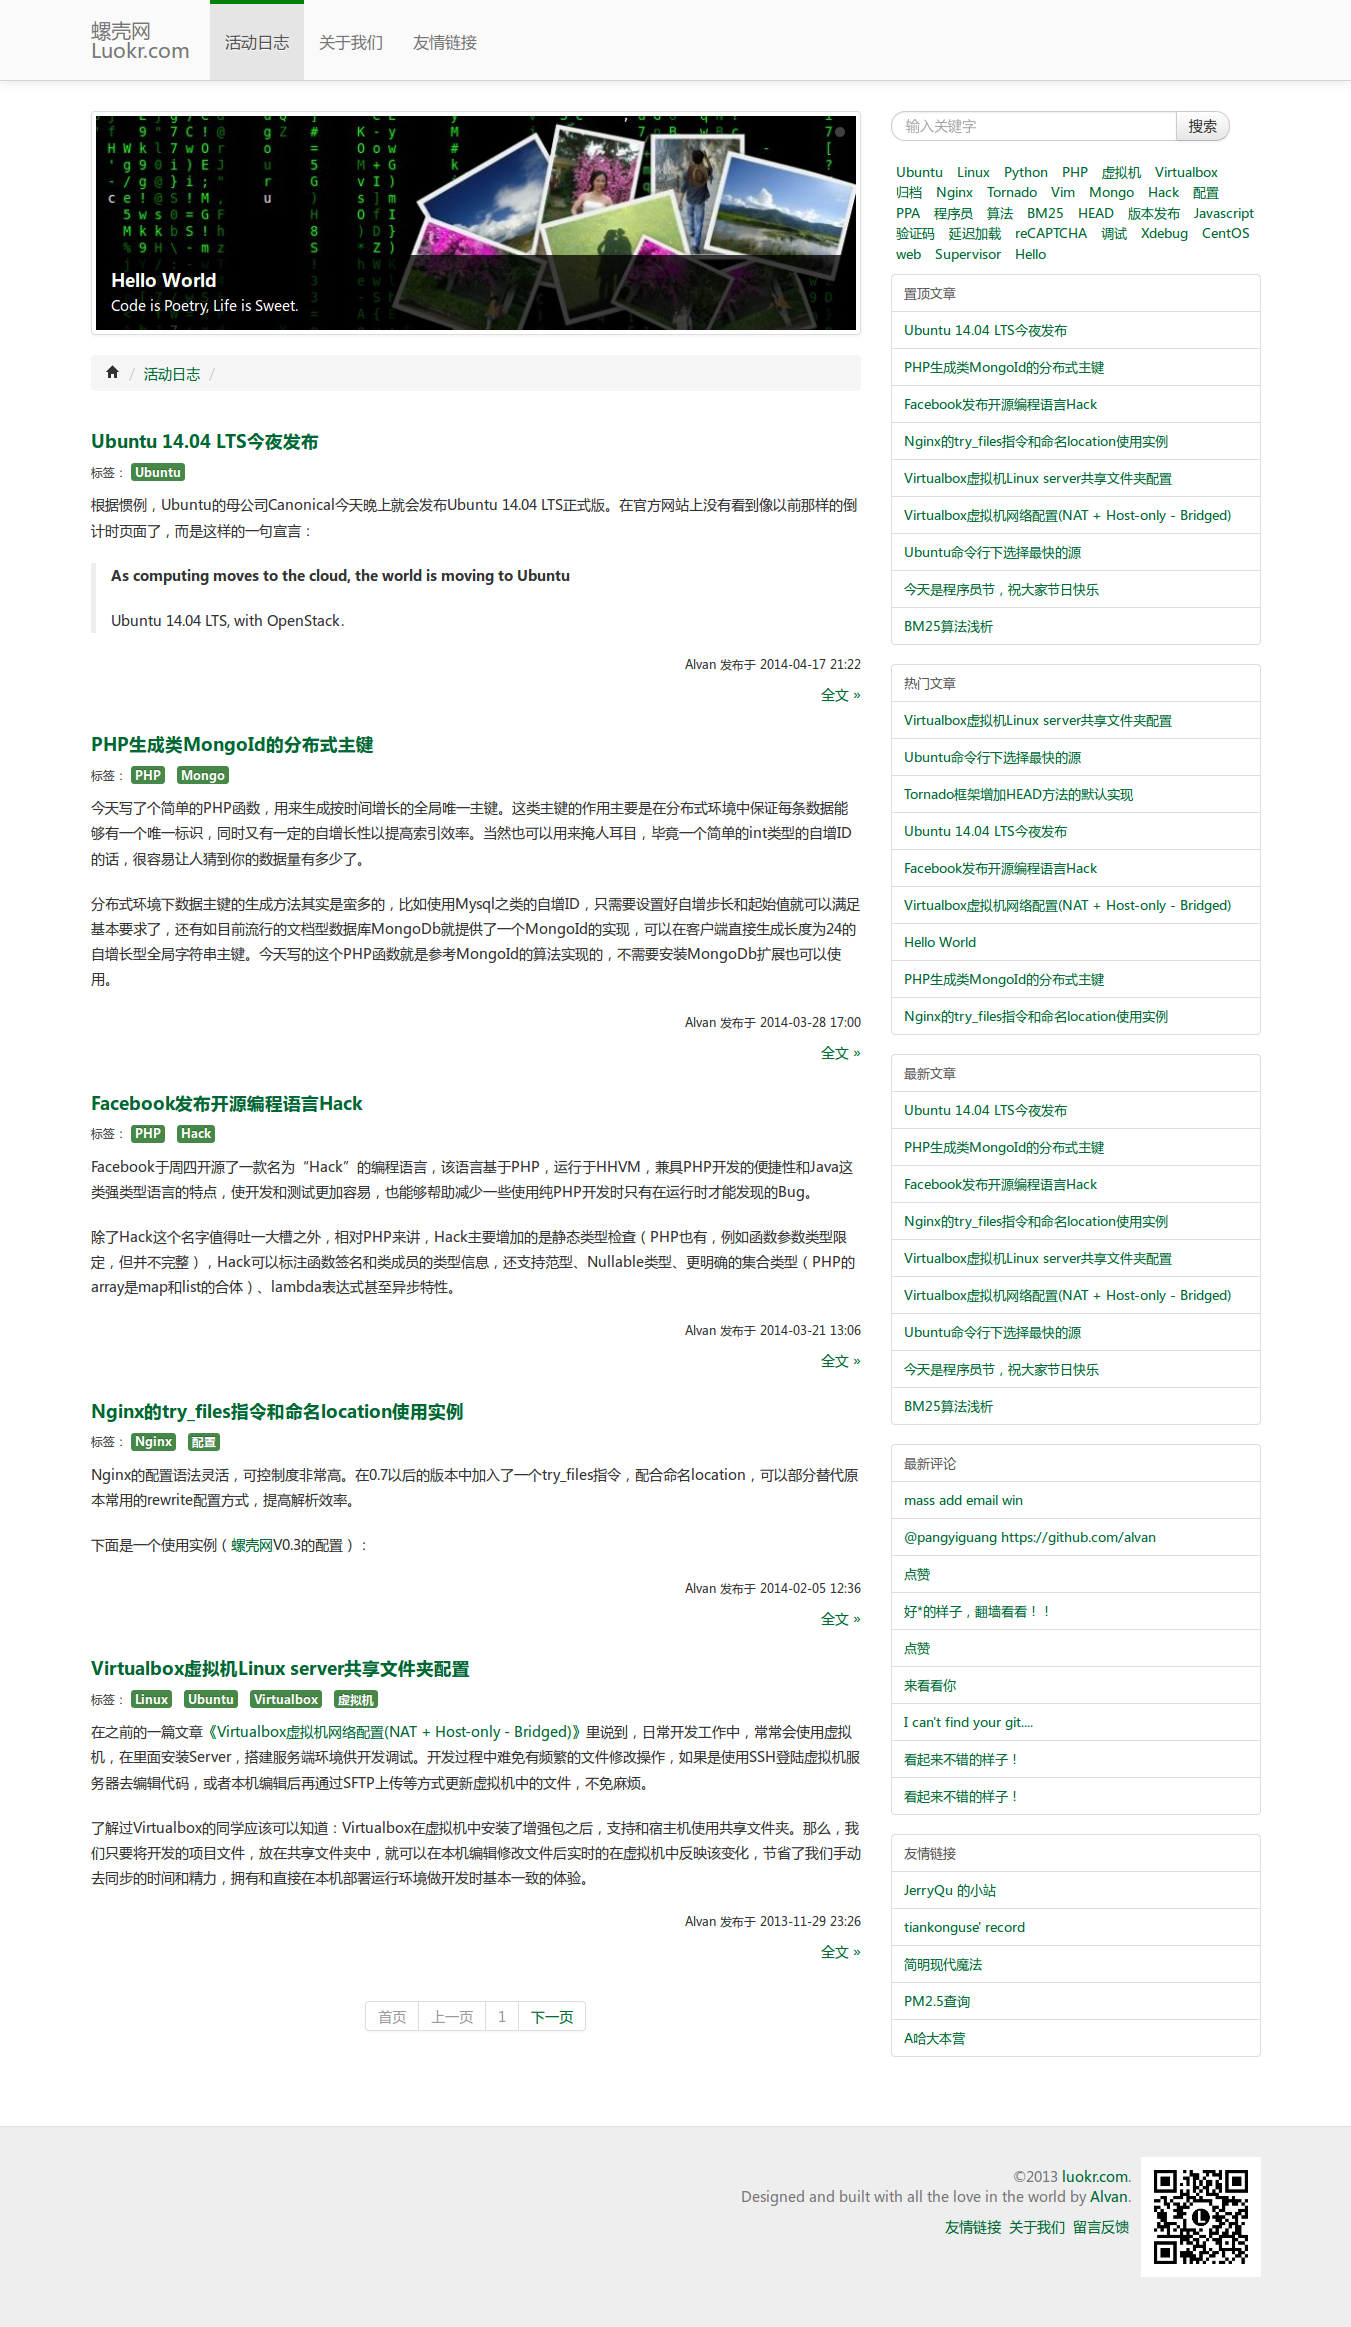 螺壳网
Luokr.com
活动日志
关于我们
友情链接
Hello World
Code is Poetry, Life is Sweet.
/ 活动日志 /
Ubuntu 14.04 LTS今夜发布
标签： Ubuntu
根据惯例，Ubuntu的母公司Canonical今天晚上就会发布Ubuntu 14.04 LTS正式版。在官方网站上没有看到像以前那样的倒
计时页面了，而是这样的一句宣言：
As computing moves to the cloud, the world is moving to Ubuntu
Ubuntu 14.04 LTS, with OpenStack.
Alvan 发布于 2014-04-17 21:22
全文 »
PHP生成类MongoId的分布式主键
标签： PHP Mongo
今天写了个简单的PHP函数，用来生成按时间增长的全局唯一主键。这类主键的作用主要是在分布式环境中保证每条数据能
够有一个唯一标识，同时又有一定的自增长性以提高索引效率。当然也可以用来掩人耳目，毕竟一个简单的int类型的自增ID
的话，很容易让人猜到你的数据量有多少了。
分布式环境下数据主键的生成方法其实是蛮多的，比如使用Mysql之类的自增ID，只需要设置好自增步长和起始值就可以满足
基本要求了，还有如目前流行的文档型数据库MongoDb就提供了一个MongoId的实现，可以在客户端直接生成长度为24的
自增长型全局字符串主键。今天写的这个PHP函数就是参考MongoId的算法实现的，不需要安装MongoDb扩展也可以使
用。
Alvan 发布于 2014-03-28 17:00
全文 »
Facebook发布开源编程语言Hack
标签： PHP Hack
Facebook于周四开源了一款名为“Hack”的编程语言，该语言基于PHP，运行于HHVM，兼具PHP开发的便捷性和Java这
类强类型语言的特点，使开发和测试更加容易，也能够帮助减少一些使用纯PHP开发时只有在运行时才能发现的Bug。
除了Hack这个名字值得吐一大槽之外，相对PHP来讲，Hack主要增加的是静态类型检查（PHP也有，例如函数参数类型限
定，但并不完整），Hack可以标注函数签名和类成员的类型信息，还支持范型、Nullable类型、更明确的集合类型（PHP的
array是map和list的合体）、lambda表达式甚至异步特性。
Alvan 发布于 2014-03-21 13:06
全文 »
Nginx的try_files指令和命名location使用实例
标签： Nginx 配置
Nginx的配置语法灵活，可控制度非常高。在0.7以后的版本中加入了一个try_files指令，配合命名location，可以部分替代原
本常用的rewrite配置方式，提高解析效率。
下面是一个使用实例（螺壳网V0.3的配置）：
Alvan 发布于 2014-02-05 12:36
全文 »
Virtualbox虚拟机Linux server共享文件夹配置
标签： Linux Ubuntu Virtualbox 虚拟机
在之前的一篇文章《Virtualbox虚拟机网络配置(NAT + Host-only - Bridged)》里说到，日常开发工作中，常常会使用虚拟
机，在里面安装Server，搭建服务端环境供开发调试。开发过程中难免有频繁的文件修改操作，如果是使用SSH登陆虚拟机服
务器去编辑代码，或者本机编辑后再通过SFTP上传等方式更新虚拟机中的文件，不免麻烦。
了解过Virtualbox的同学应该可以知道：Virtualbox在虚拟机中安装了增强包之后，支持和宿主机使用共享文件夹。那么，我
们只要将开发的项目文件，放在共享文件夹中，就可以在本机编辑修改文件后实时的在虚拟机中反映该变化，节省了我们手动
去同步的时间和精力，拥有和直接在本机部署运行环境做开发时基本一致的体验。
Alvan 发布于 2013-11-29 23:26
全文 »
首页 上一页 1 下一页
输入关键字 搜索
Ubuntu Linux Python PHP 虚拟机 Virtualbox
归档 Nginx Tornado Vim Mongo Hack 配置
PPA 程序员 算法 BM25 HEAD 版本发布 Javascript
验证码 延迟加载 reCAPTCHA 调试 Xdebug CentOS
web Supervisor Hello
置顶文章
Ubuntu 14.04 LTS今夜发布
PHP生成类MongoId的分布式主键
Facebook发布开源编程语言Hack
Nginx的try_files指令和命名location使用实例
Virtualbox虚拟机Linux server共享文件夹配置
Virtualbox虚拟机网络配置(NAT + Host-only - Bridged)
Ubuntu命令行下选择最快的源
今天是程序员节，祝大家节日快乐
BM25算法浅析
热门文章
Virtualbox虚拟机Linux server共享文件夹配置
Ubuntu命令行下选择最快的源
Tornado框架增加HEAD方法的默认实现
Ubuntu 14.04 LTS今夜发布
Facebook发布开源编程语言Hack
Virtualbox虚拟机网络配置(NAT + Host-only - Bridged)
Hello World
PHP生成类MongoId的分布式主键
Nginx的try_files指令和命名location使用实例
最新文章
Ubuntu 14.04 LTS今夜发布
PHP生成类MongoId的分布式主键
Facebook发布开源编程语言Hack
Nginx的try_files指令和命名location使用实例
Virtualbox虚拟机Linux server共享文件夹配置
Virtualbox虚拟机网络配置(NAT + Host-only - Bridged)
Ubuntu命令行下选择最快的源
今天是程序员节，祝大家节日快乐
BM25算法浅析
最新评论
mass add email win
@pangyiguang https://github.com/alvan
点赞
好*的样子，翻墙看看！！
点赞
来看看你
I can't find your git....
看起来不错的样子！
看起来不错的样子！
友情链接
JerryQu 的小站
tiankonguse' record
简明现代魔法
PM2.5查询
A哈大本营
©2013 luokr.com.
Designed and built with all the love in the world by Alvan.
友情链接 关于我们 留言反馈
L